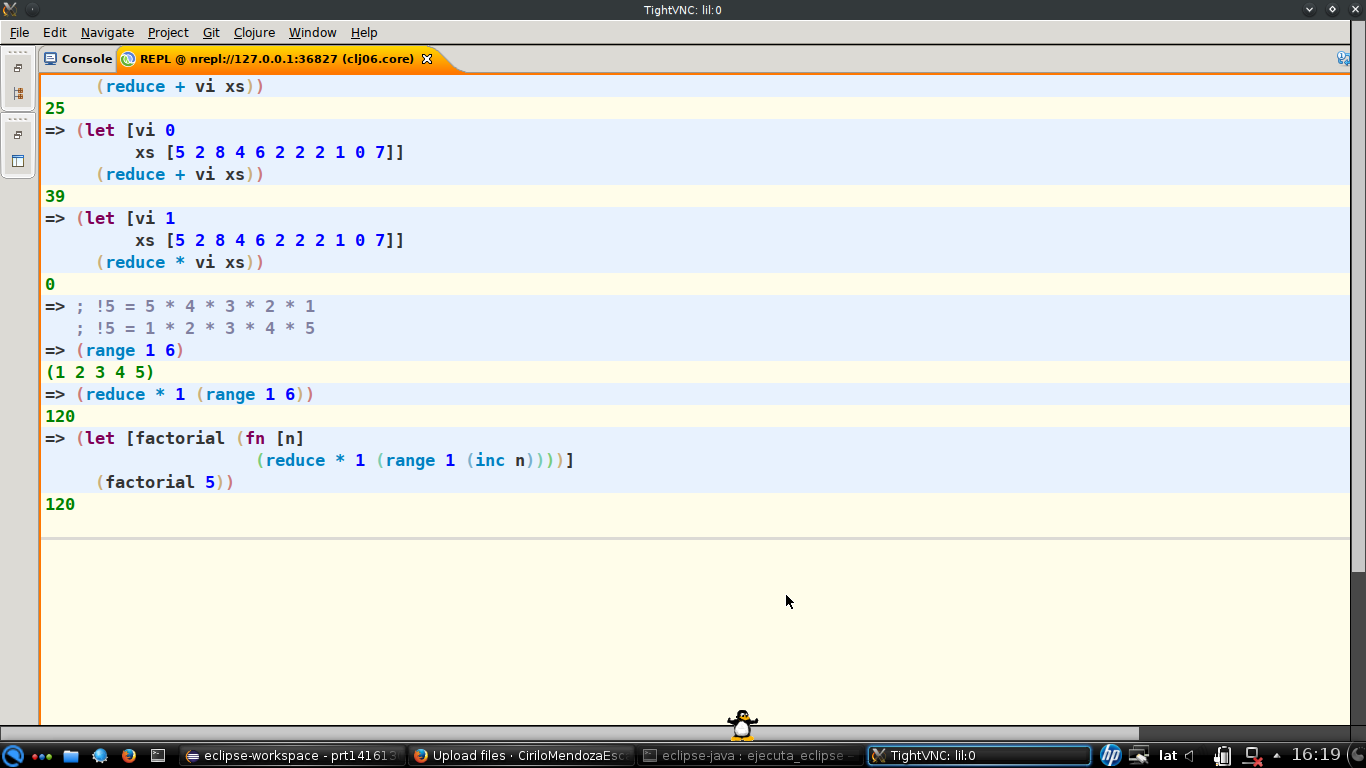 TightVNC: lil:0
File Edit Navigate Project Git Clojure Window Help
Console REPL @ nrepl://127.0.0.1:36827 (clj06.core)
(reduce + vi xs))
25
=> (let [vi 0
xs [5 2 8 4 6 2 2 2 1 0 7]]
(reduce + vi xs))
39
=> (let [vi 1
xs [5 2 8 4 6 2 2 2 1 0 7]]
(reduce * vi xs))
0
=> ; !5 = 5 * 4 * 3 * 2 * 1
; !5 = 1 * 2 * 3 * 4 * 5
=> (range 1 6)
(1 2 3 4 5)
=> (reduce * 1 (range 1 6))
120
=> (let [factorial (fn [n]
(reduce * 1 (range 1 (inc n))))]
(factorial 5))
120
eclipse-workspace - prt141613 Upload files · CiriloMendozaEsc eclipse-java : ejecuta_eclipse TightVNC: lil:0 hp lat 16:19